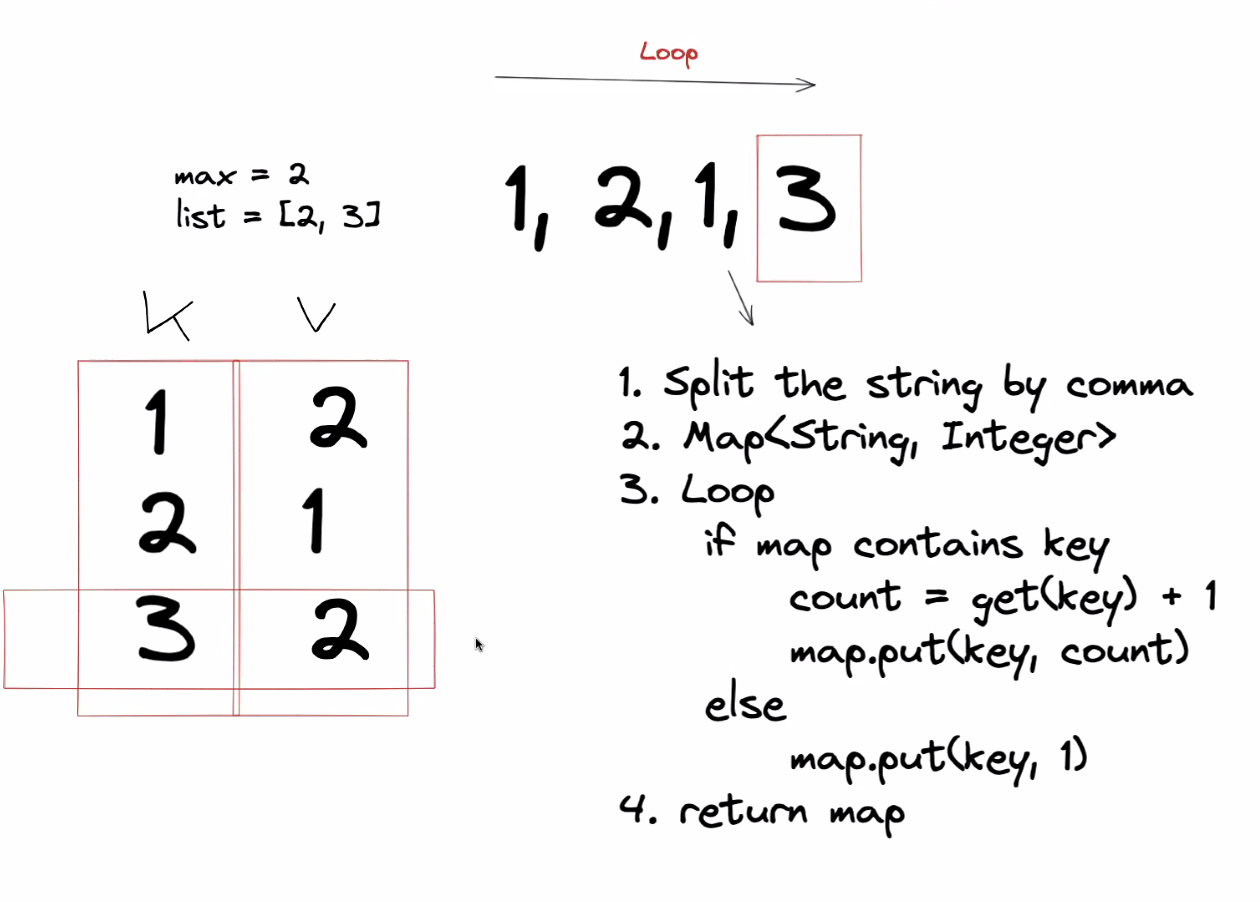 Loop
1, 2, 1, 3
max = 2
list = [2, 3]
K V
1 2
2 1
3 2
1. Split the string by comma
2. Map<String, Integer>
3. Loop
if map contains key
count = get(key) + 1
map.put(key, count)
else
map.put(key, 1)
4. return map